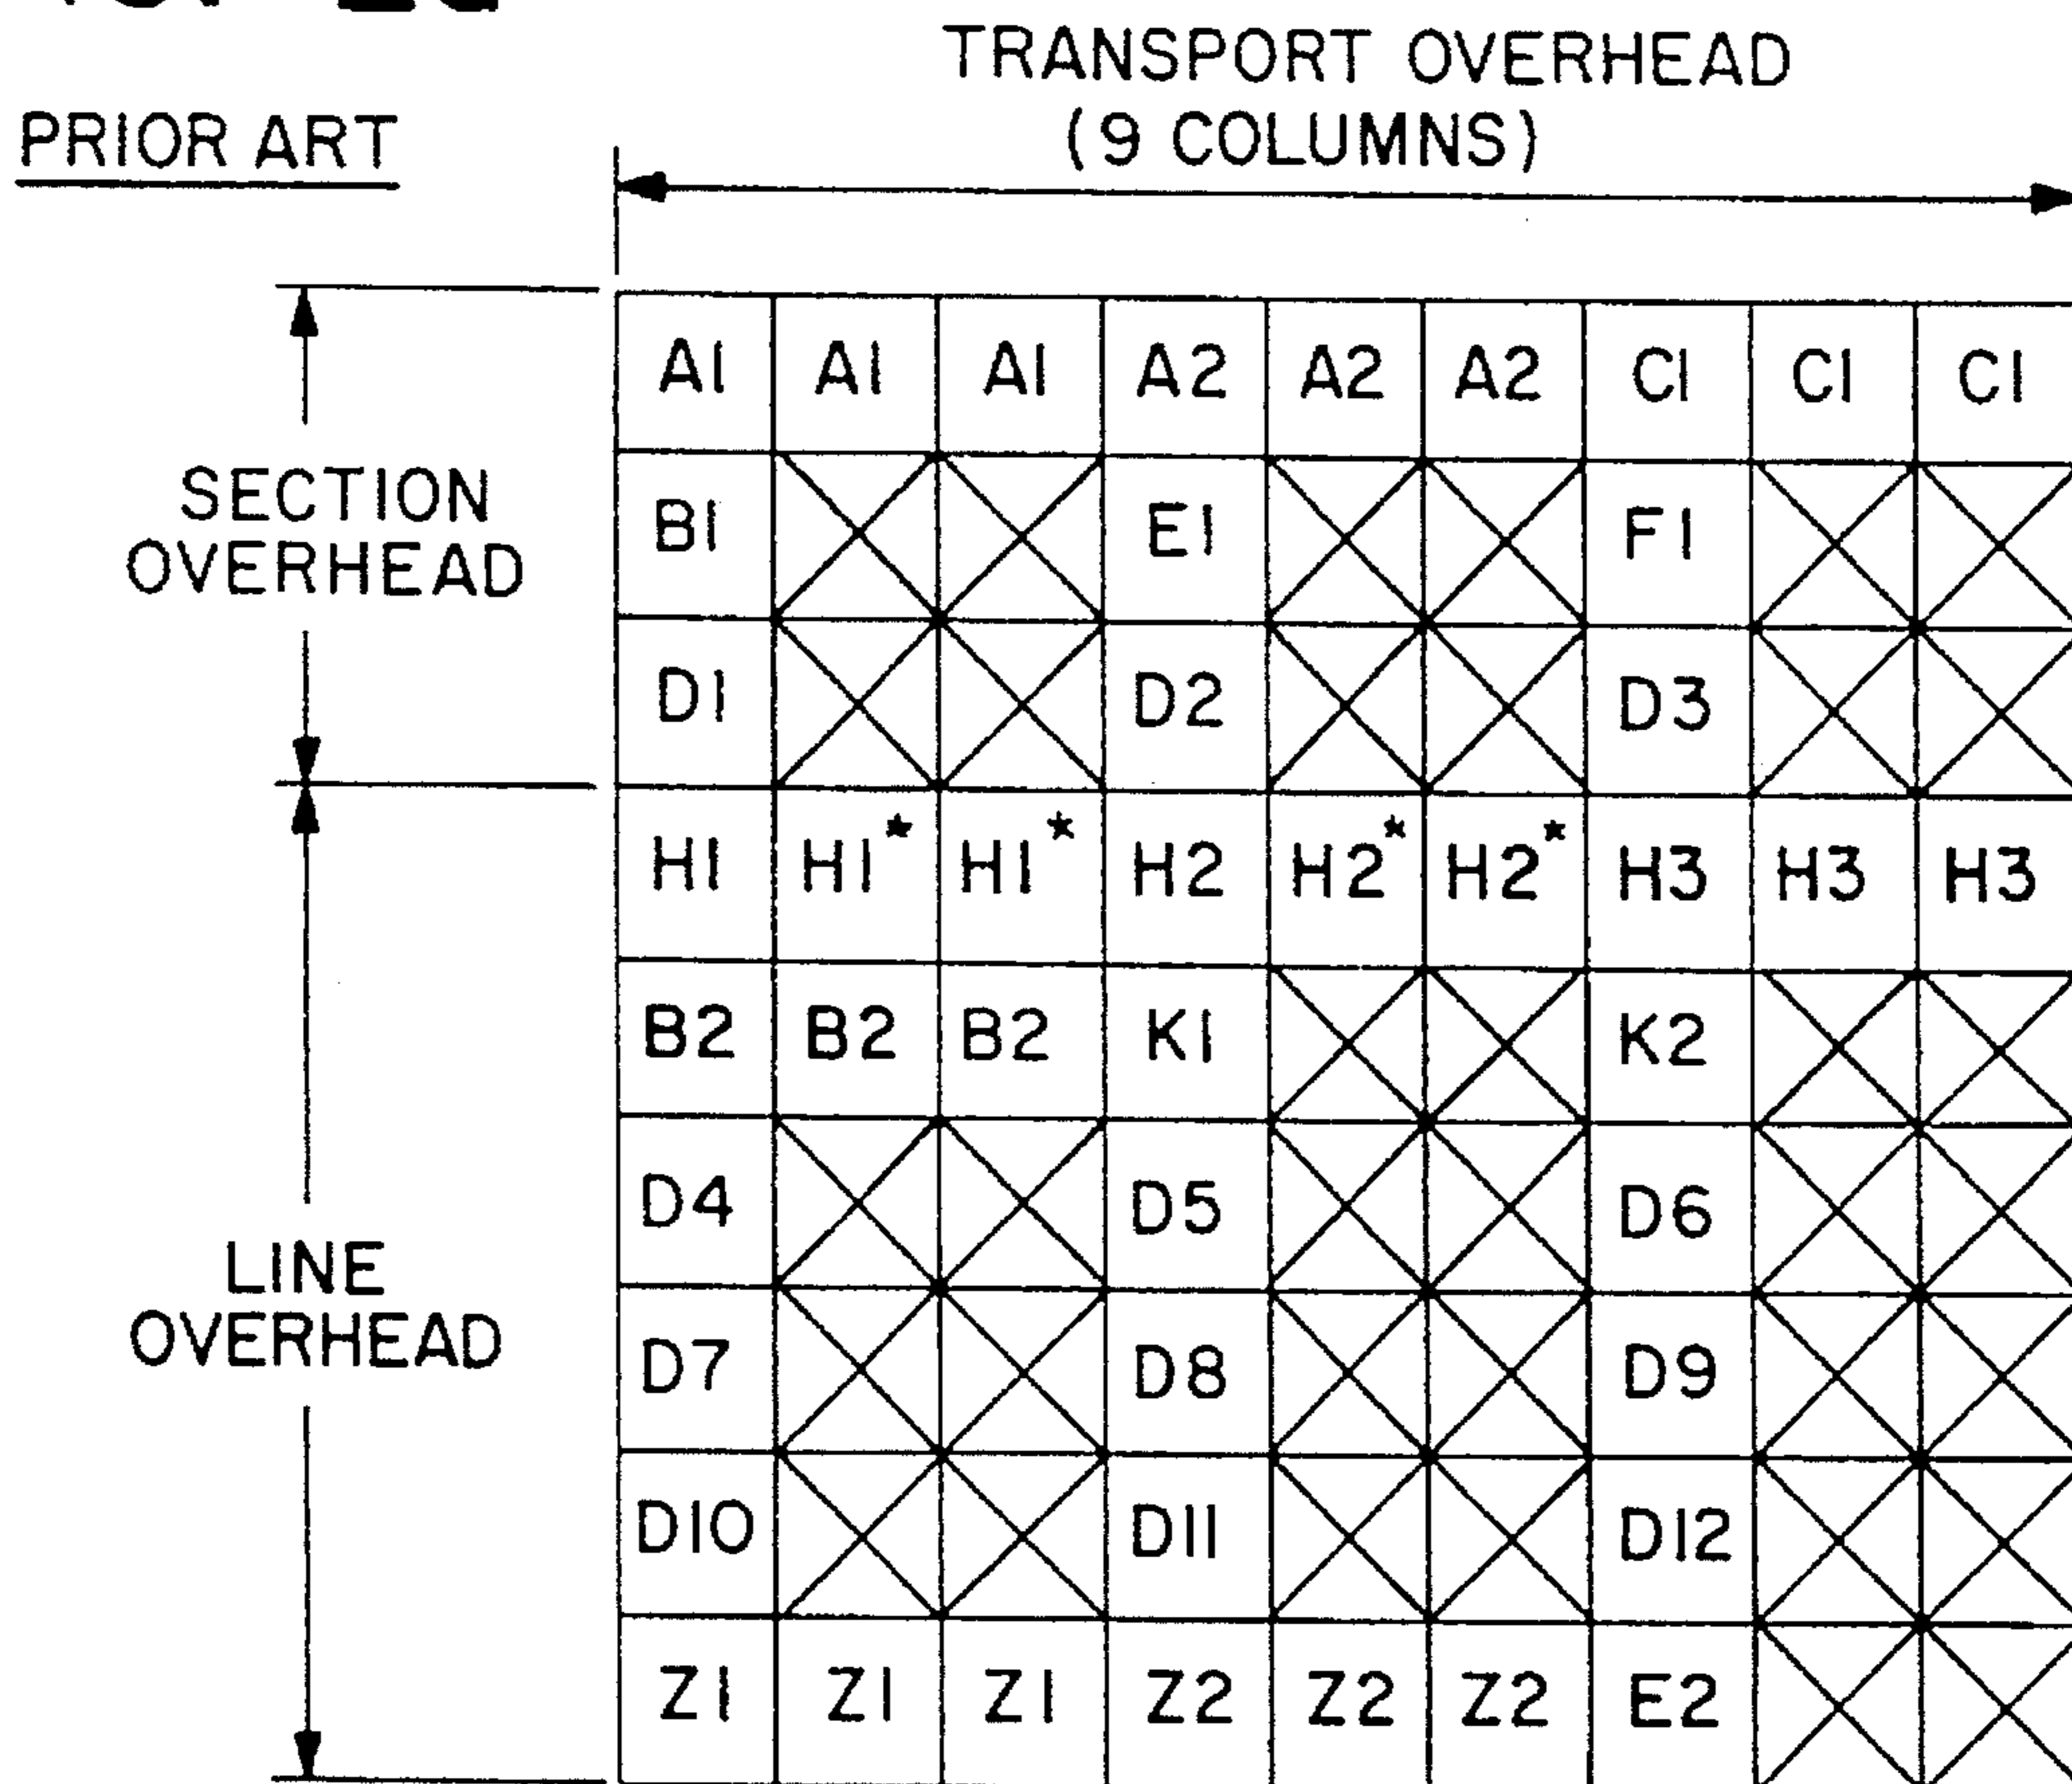 TRANSPORT OVERHEAD
(9 COLUMNS)
PRIOR ART
SECTION
OVERHEAD
LINE
OVERHEAD
A1 A1 A1 A2 A2 A2 C1 C1 C1
B1 E1 F1
D1 D2 D3
H1 H1* H1* H2 H2* H2* H3 H3 H3
B2 B2 B2 K1 K2
D4 D5 D6
D7 D8 D9
D10 D11 D12
Z1 Z1 Z1 Z2 Z2 Z2 E2